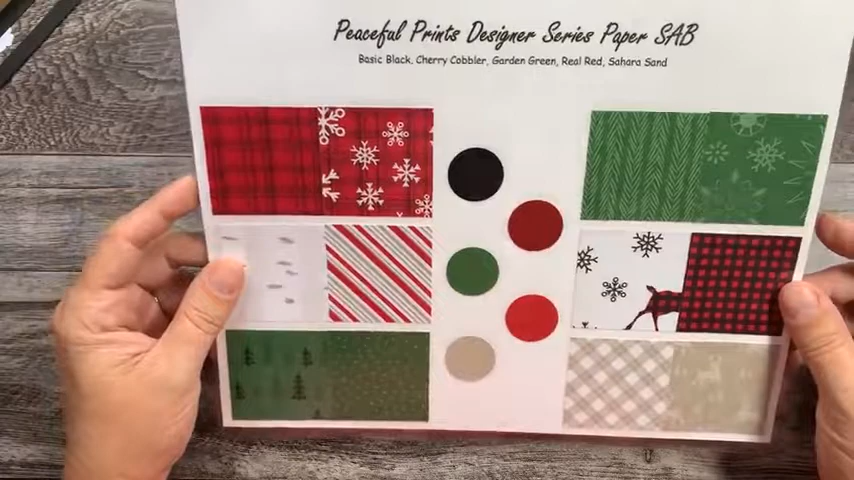 Peaceful Prints Designer Series Paper SAB
Basic Black, Cherry Cobbler, Garden Green, Real Red, Sahara Sand